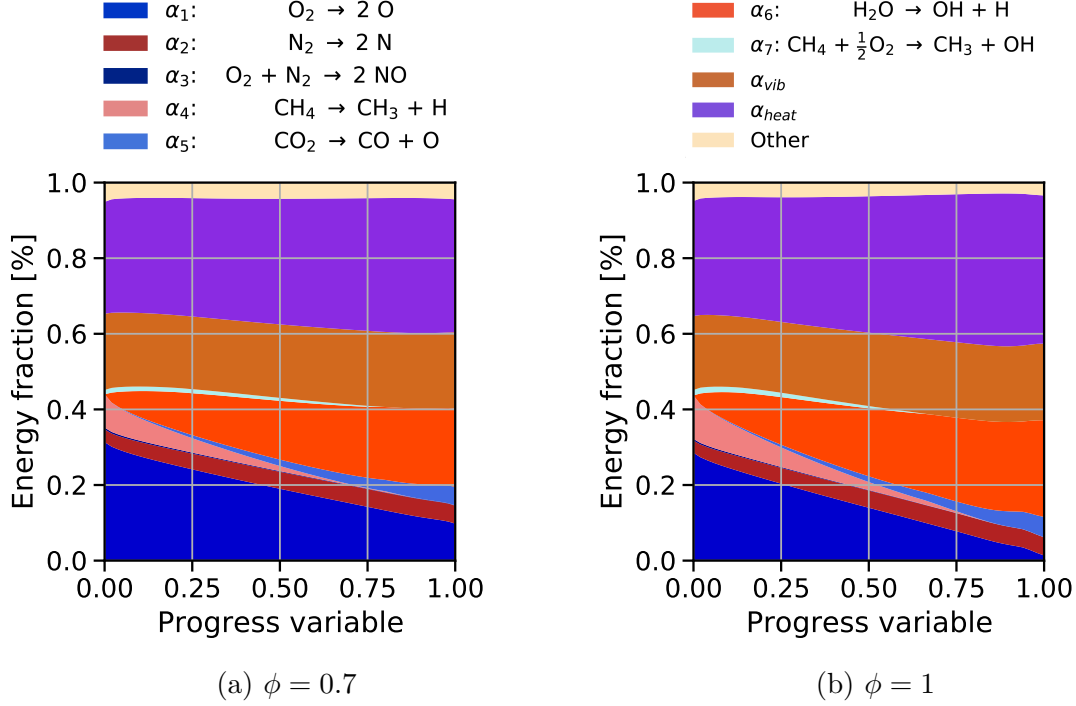 α1: O2 → 2 O
α2: N2 → 2 N
α3: O2 + N2 → 2 NO
α4: CH4 → CH3 + H
α5: CO2 → CO + O
α6: H2O → OH + H
α7: CH4 + 1/2 O2 → CH3 + OH
αvib
αheat
Other
Energy fraction [%]
1.0
0.8
0.6
0.4
0.2
0.0
0.00 0.25 0.50 0.75 1.00
Progress variable
(a) ϕ = 0.7
Energy fraction [%]
1.0
0.8
0.6
0.4
0.2
0.0
0.00 0.25 0.50 0.75 1.00
Progress variable
(b) ϕ = 1